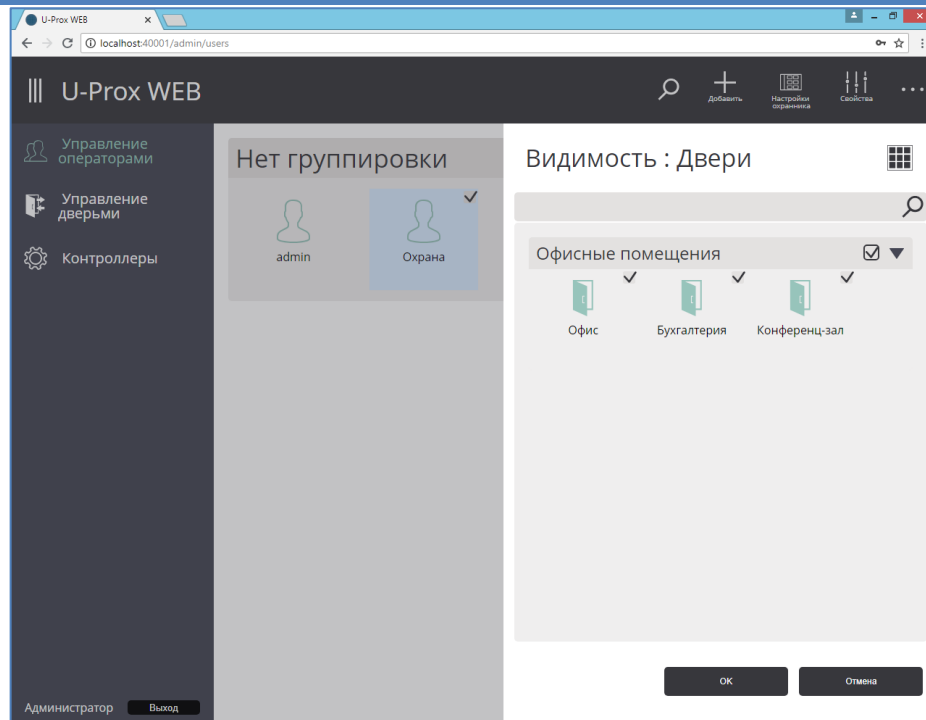 U-Prox WEB
localhost:40001/admin/users
U-Prox WEB
Добавить
Настройки
охранника
Свойства
Управление
операторами
Управление
дверьми
Контроллеры
Нет группировки
admin
Охрана
Видимость : Двери
Офисные помещения
Офис
Бухгалтерия
Конференц-зал
OK
Отмена
Администратор
Выход